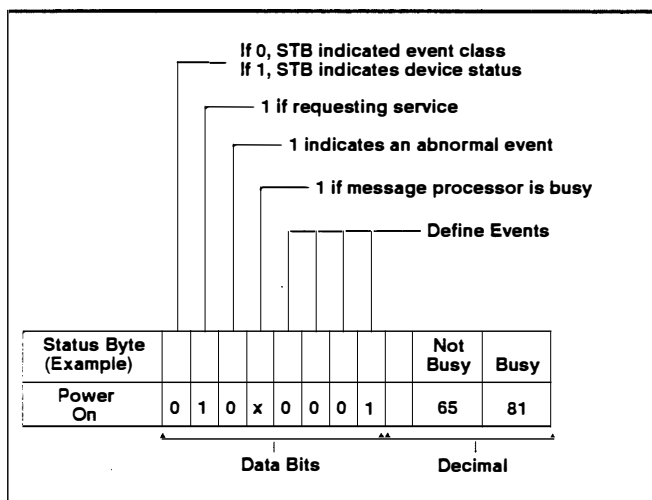 If 0, STB indicated event class
If 1, STB indicates device status
1 if requesting service
1 indicates an abnormal event
1 if message processor is busy
Define Events
Status Byte
(Example)
Not
Busy
Busy
Power
On
0 1 0 x 0 0 0 1 65 81
Data Bits Decimal